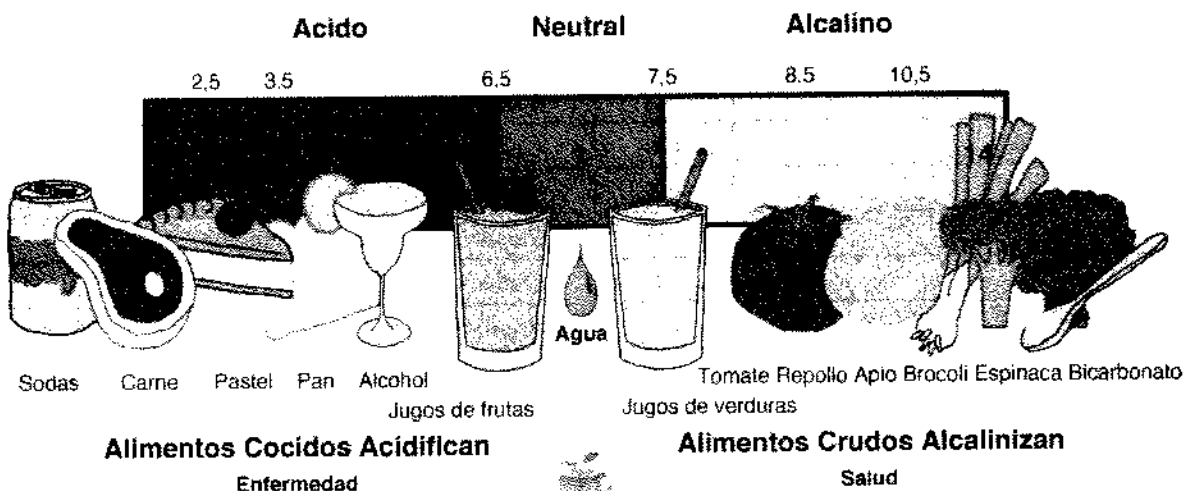 Acido Neutral Alcalino
2,5 3.5 6.5 7,5 8.5 10,5
Agua
Sodas Carne Pastel Pan Alcohol
Tomate Repollo Apio Brocoli Espinaca Bicarbonato
Jugos de frutas Jugos de verduras
Alimentos Cocidos Acidifican Alimentos Crudos Alcalinizan
Enfermedad Salud